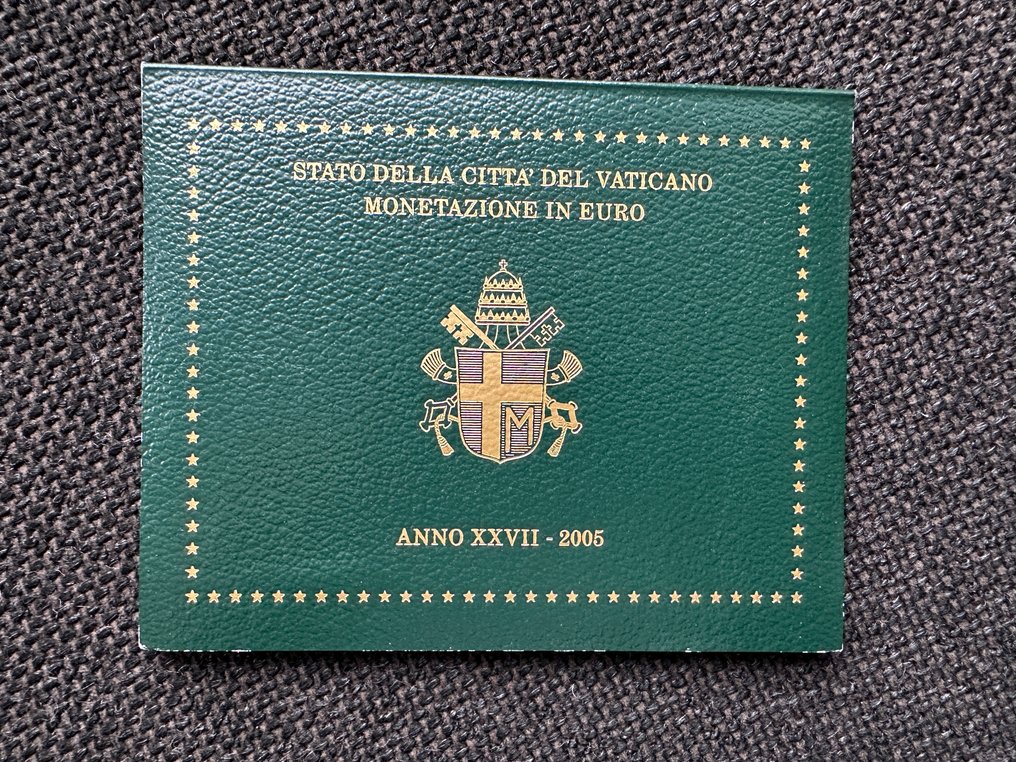 STATO DELLA CITTA' DEL VATICANO
MONETAZIONE IN EURO
M
ANNO XXVII - 2005